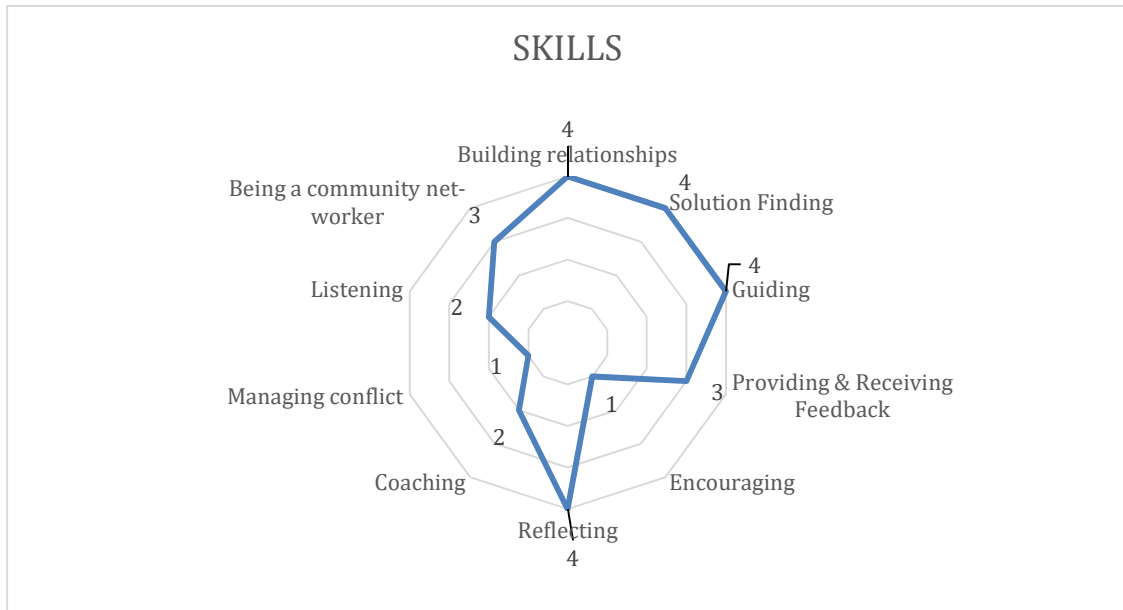 SKILLS
4
Building relationships
4
Solution Finding
4
Guiding
3
Providing & Receiving
Feedback
1
Encouraging
4
Reflecting
2
Coaching
1
Managing conflict
2
Listening
3
Being a community net-
worker